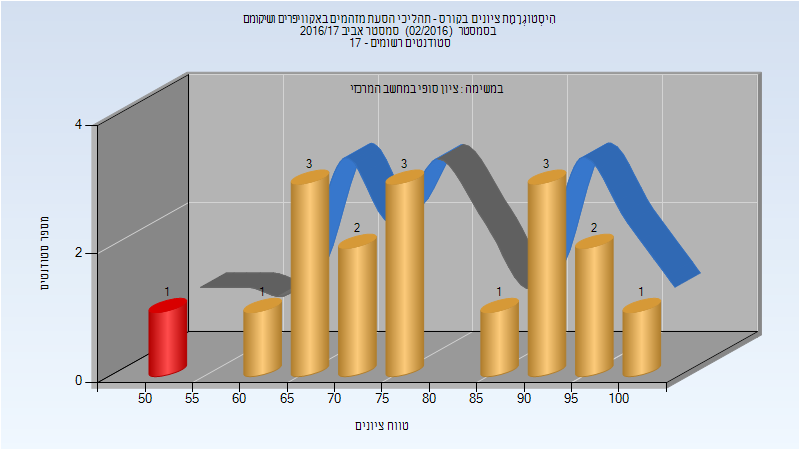 היסטוגרמת ציונים בקורס - תהליכי הסעת מזהמים באקוויפרים ושיקומם
בסמסטר (02/2016) סמסטר אביב 2016/17
סטודנטים רשומים - 17
במשימה : ציון סופי במחשב המרכזי
4
2
0
מספר סטודנטים
1
1
3
2
3
1
3
2
1
50 55 60 65 70 75 80 85 90 95 100
טווח ציונים